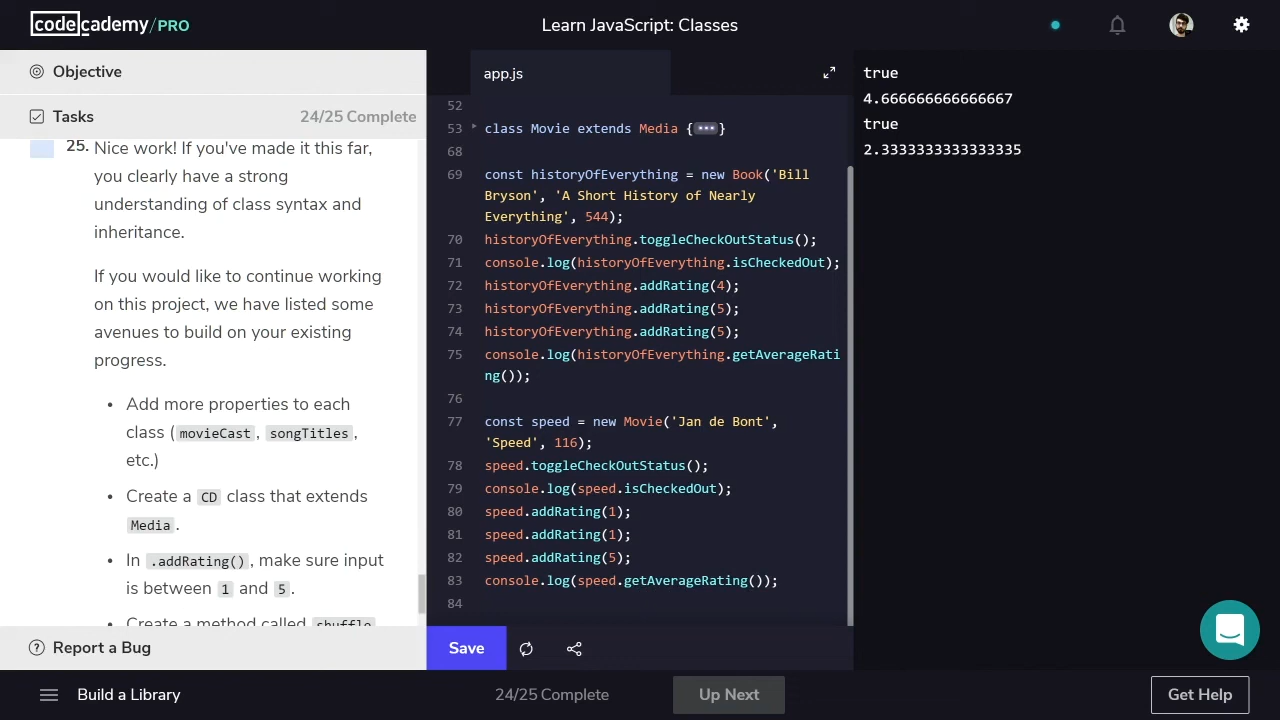 codecademy/PRO
Learn JavaScript: Classes
Objective
Tasks
24/25 Complete
25. Nice work! If you've made it this far,
you clearly have a strong
understanding of class syntax and
inheritance.
If you would like to continue working
on this project, we have listed some
avenues to build on your existing
progress.
• Add more properties to each
class (movieCast, songTitles,
etc.)
• Create a CD class that extends
Media.
• In .addRating(), make sure input
is between 1 and 5.
• Create a method called shuffle
Report a Bug
app.js
52
53 class Movie extends Media {•••}
68
69 const historyOfEverything = new Book('Bill
Bryson', 'A Short History of Nearly
Everything', 544);
70 historyOfEverything.toggleCheckOutStatus();
71 console.log(historyOfEverything.isCheckedOut);
72 historyOfEverything.addRating(4);
73 historyOfEverything.addRating(5);
74 historyOfEverything.addRating(5);
75 console.log(historyOfEverything.getAverageRati
ng());
76
77 const speed = new Movie('Jan de Bont',
'Speed', 116);
78 speed.toggleCheckOutStatus();
79 console.log(speed.isCheckedOut);
80 speed.addRating(1);
81 speed.addRating(1);
82 speed.addRating(5);
83 console.log(speed.getAverageRating());
84
Save
true
4.666666666666667
true
2.3333333333333335
Build a Library
24/25 Complete
Up Next
Get Help